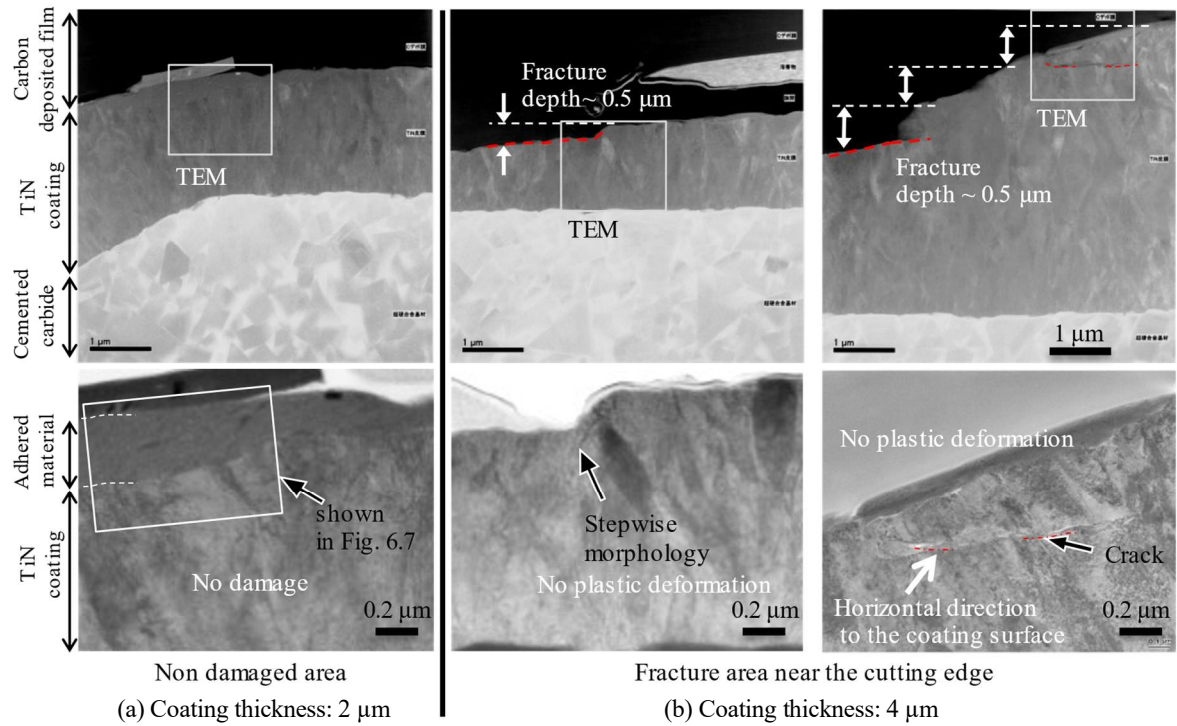 Carbon
deposited film
TiN
coating
Cemented
carbide
TEM
1 μm
Fracture
depth~ 0.5 μm
TEM
1 μm
TEM
Fracture
depth ~ 0.5 μm
1 μm
1 μm
Adhered
material
TiN
coating
shown
in Fig. 6.7
No damage
0.2 μm
Stepwise
morphology
No plastic deformation
0.2 μm
No plastic deformation
Crack
Horizontal direction
to the coating surface
0.2 μm
Non damaged area
Fracture area near the cutting edge
(a) Coating thickness: 2 μm
(b) Coating thickness: 4 μm